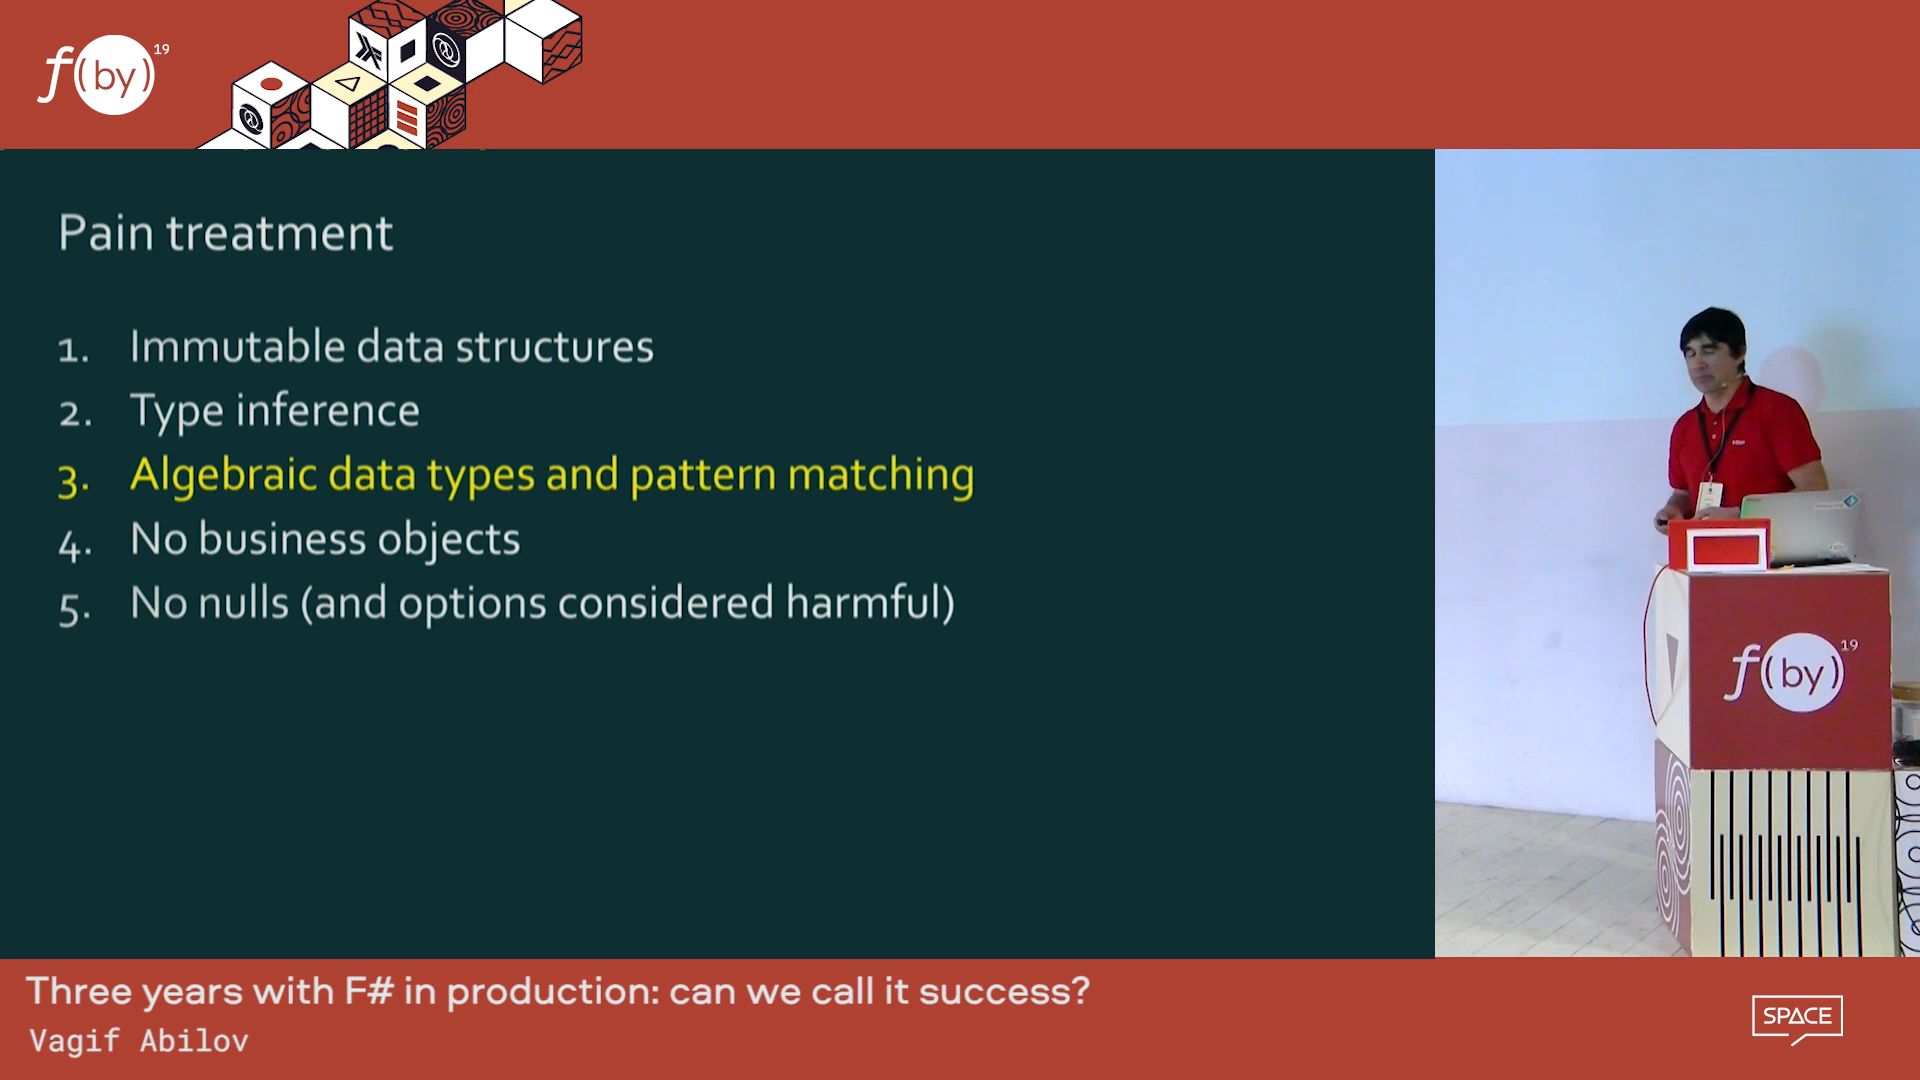 f(by) 19
Pain treatment
1. Immutable data structures
2. Type inference
3. Algebraic data types and pattern matching
4. No business objects
5. No nulls (and options considered harmful)
f(by) 19
Three years with F# in production: can we call it success?
Vagif Abilov
SPACE